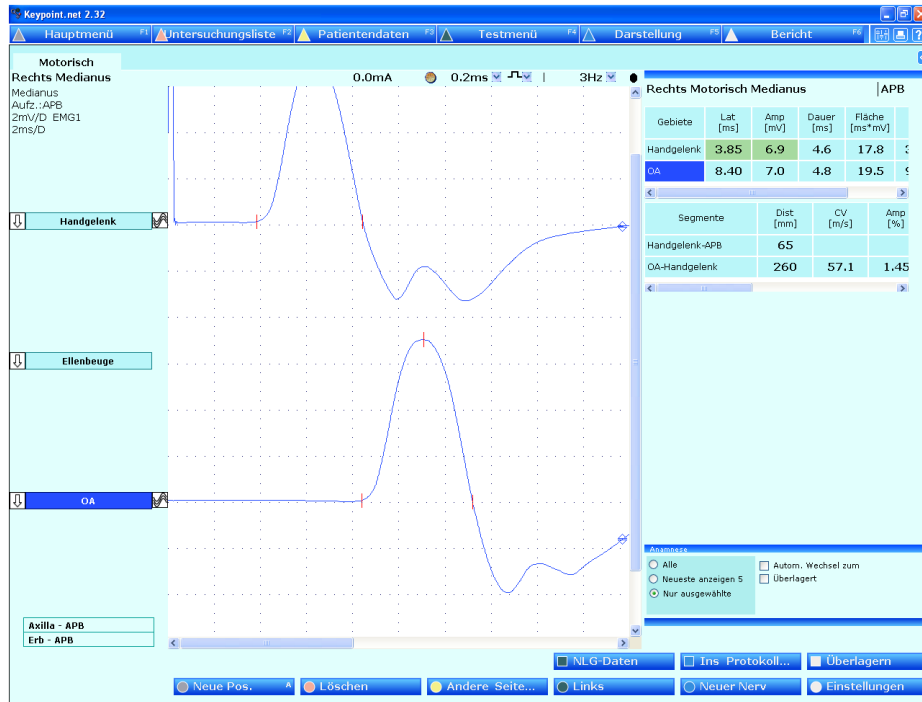 Keypoint.net 2.32
Hauptmenü F1 Untersuchungsliste F2 Patientendaten F3 Testmenü F4 Darstellung F5 Bericht F6
Motorisch
Rechts Medianus 0.0mA 0.2ms 3Hz
Medianus
Aufz.:APB
2mV/D EMG1
2ms/D
Handgelenk
Ellenbeuge
OA
Axilla - APB
Erb - APB
Rechts Motorisch Medianus APB
Gebiete Lat [ms] Amp [mV] Dauer [ms] Fläche [ms*mV]
Handgelenk 3.85 6.9 4.6 17.8
OA 8.40 7.0 4.8 19.5
Segmente Dist [mm] CV [m/s] Amp [%]
Handgelenk-APB 65
OA-Handgelenk 260 57.1 1.45
Anamnese
Alle
Neueste anzeigen 5
Nur ausgewählte
Autom. Wechsel zum
Überlagert
NLG-Daten Ins Protokoll... Überlagern
Neue Pos. A Löschen Andere Seite... Links Neuer Nerv Einstellungen